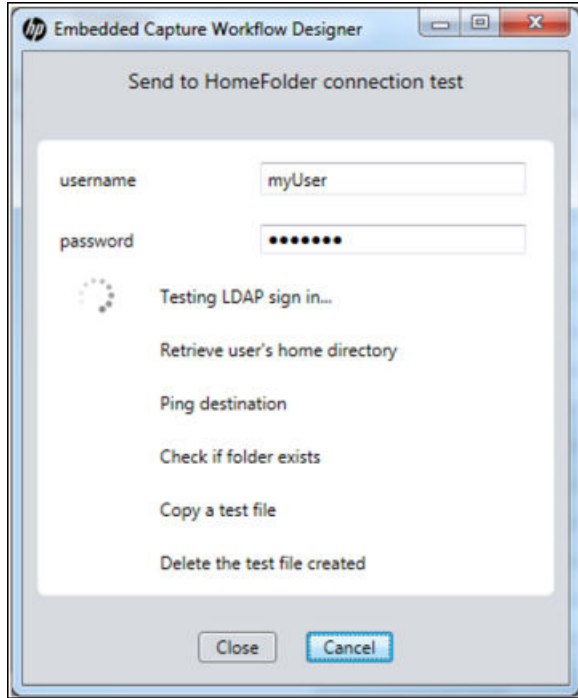 hp Embedded Capture Workflow Designer
Send to HomeFolder connection test
username myUser
password ●●●●●●●
Testing LDAP sign in...
Retrieve user's home directory
Ping destination
Check if folder exists
Copy a test file
Delete the test file created
Close Cancel